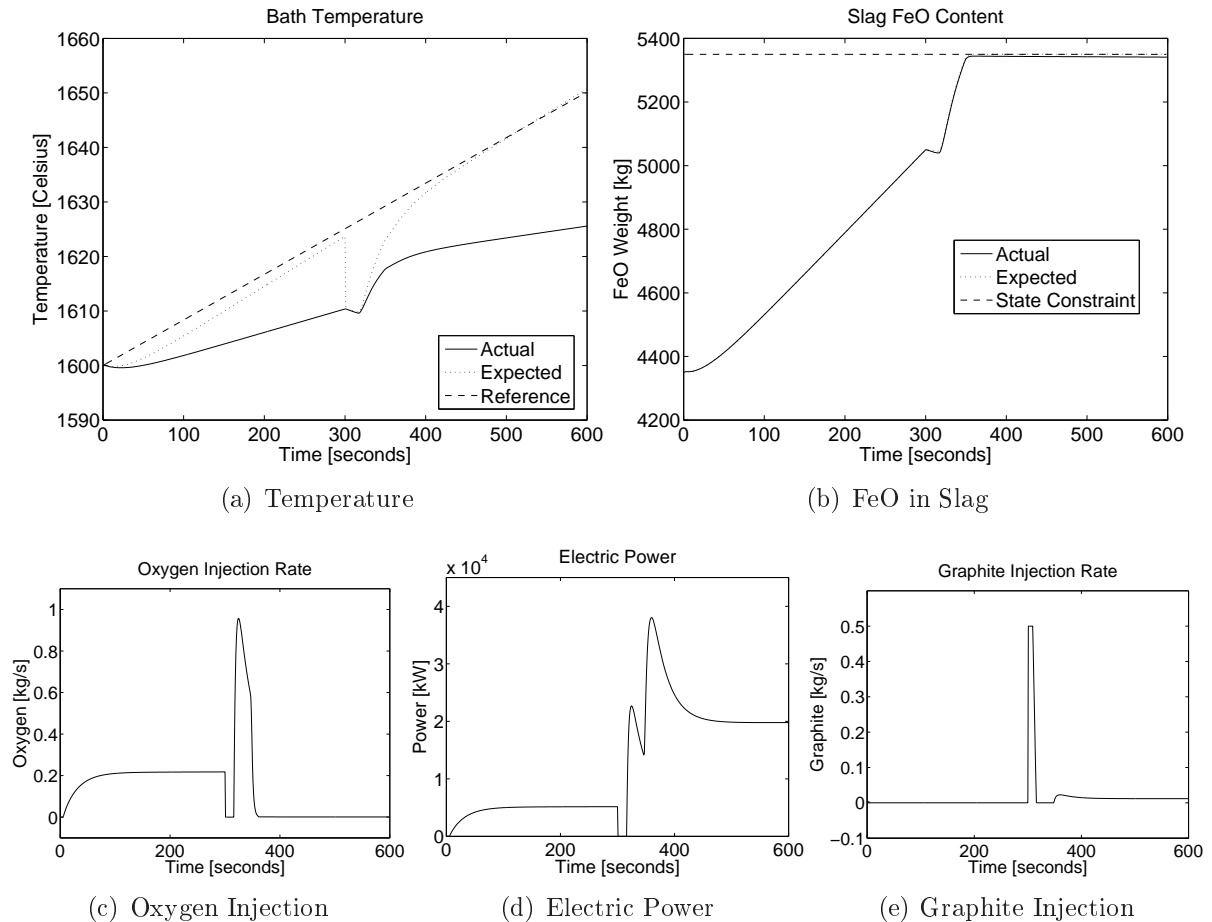 Bath Temperature
1660
1650
1640
1630
1620
1610
1600
1590
Temperature [Celsius]
Actual
Expected
Reference
0 100 200 300 400 500 600
Time [seconds]
(a) Temperature
Slag FeO Content
5400
5200
5000
4800
4600
4400
4200
FeO Weight [kg]
Actual
Expected
State Constraint
0 100 200 300 400 500 600
Time [seconds]
(b) FeO in Slag
Oxygen Injection Rate
1
0.8
0.6
0.4
0.2
0
Oxygen [kg/s]
0 200 400 600
Time [seconds]
(c) Oxygen Injection
Electric Power
x 10^4
4
3
2
1
0
Power [kW]
0 200 400 600
Time [seconds]
(d) Electric Power
Graphite Injection Rate
0.5
0.4
0.3
0.2
0.1
0
−0.1
Graphite [kg/s]
0 200 400 600
Time [seconds]
(e) Graphite Injection